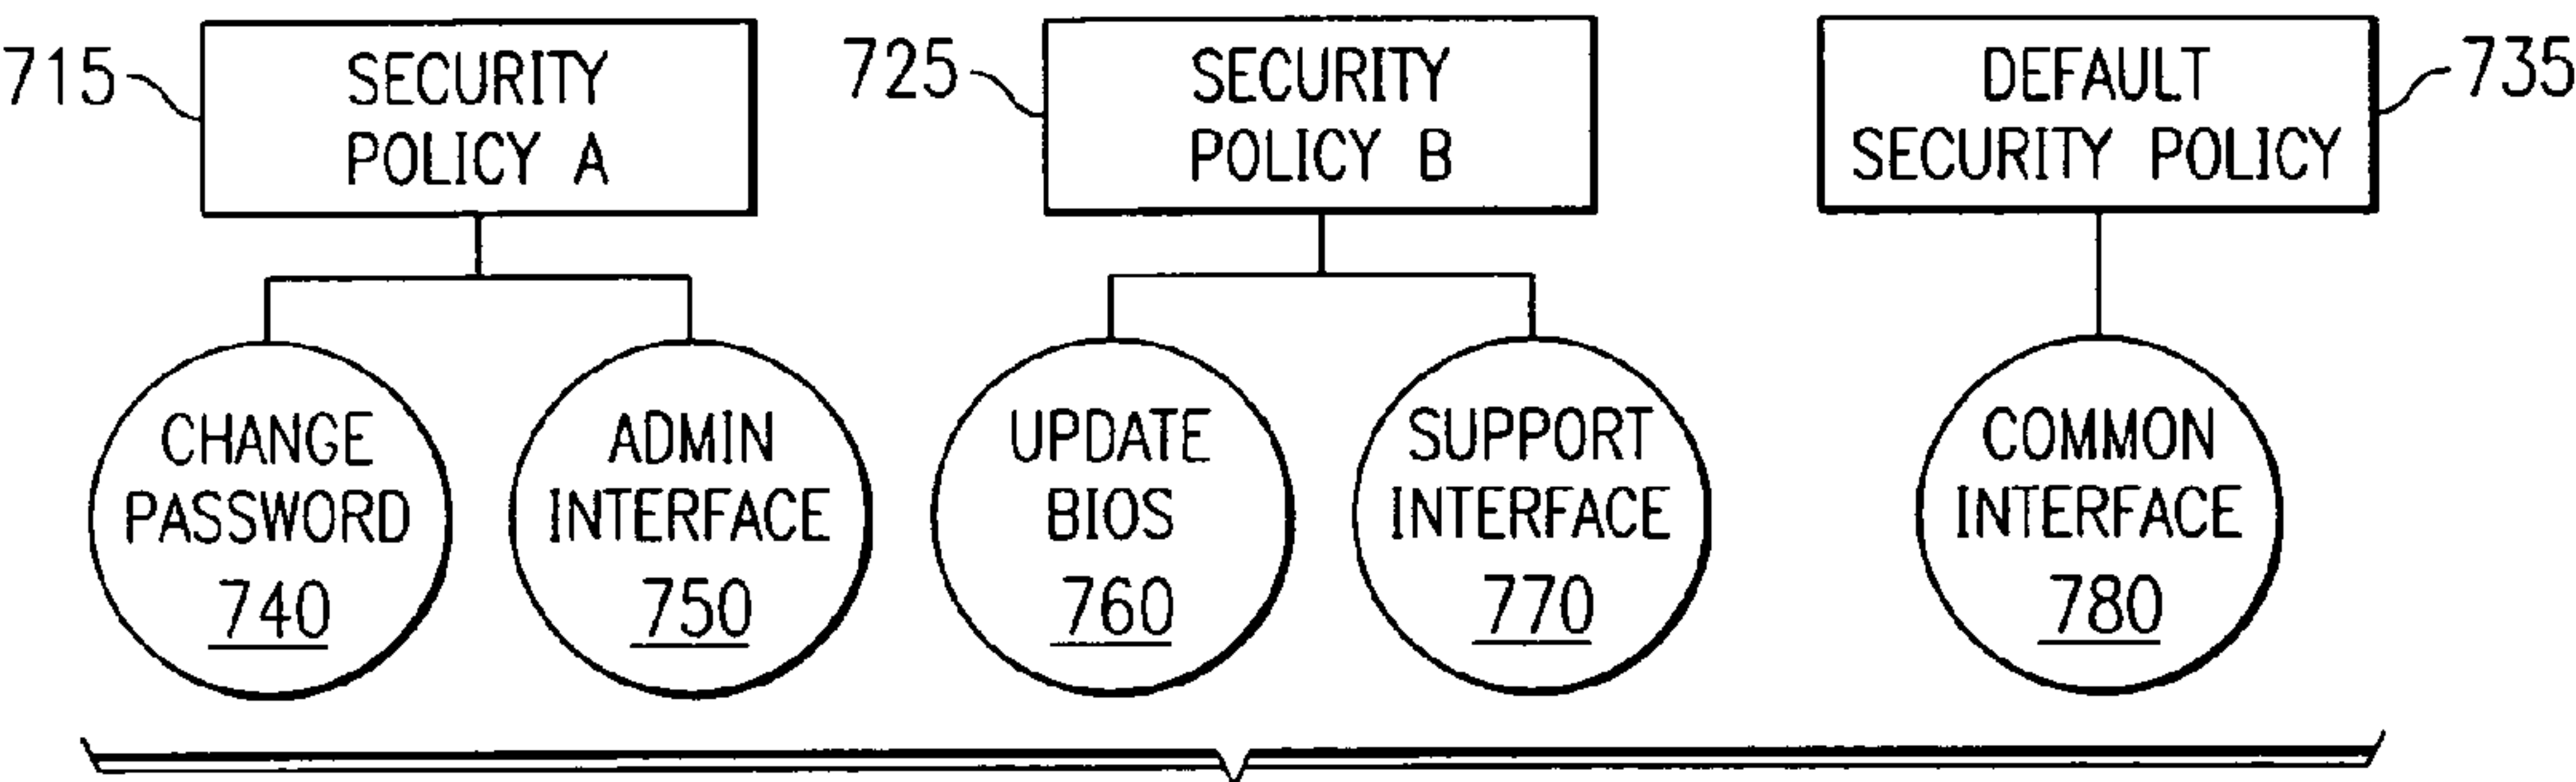 715
SECURITY
POLICY A
725
SECURITY
POLICY B
DEFAULT
SECURITY POLICY
735
CHANGE
PASSWORD
740
ADMIN
INTERFACE
750
UPDATE
BIOS
760
SUPPORT
INTERFACE
770
COMMON
INTERFACE
780